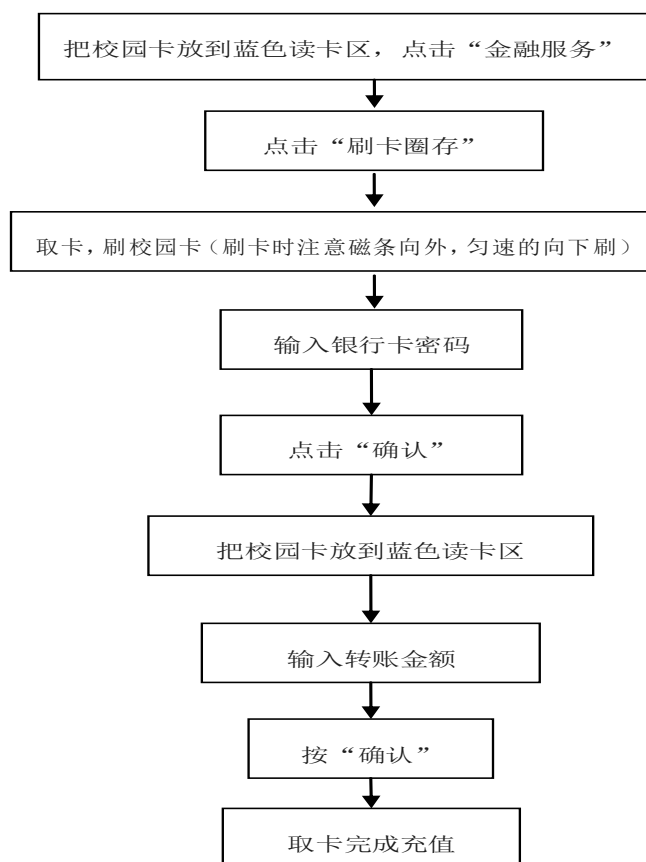 把校园卡放到蓝色读卡区，点击“金融服务”
点击“刷卡圈存”
取卡，刷校园卡（刷卡时注意磁条向外，匀速的向下刷）
输入银行卡密码
点击“确认”
把校园卡放到蓝色读卡区
输入转账金额
按“确认”
取卡完成充值